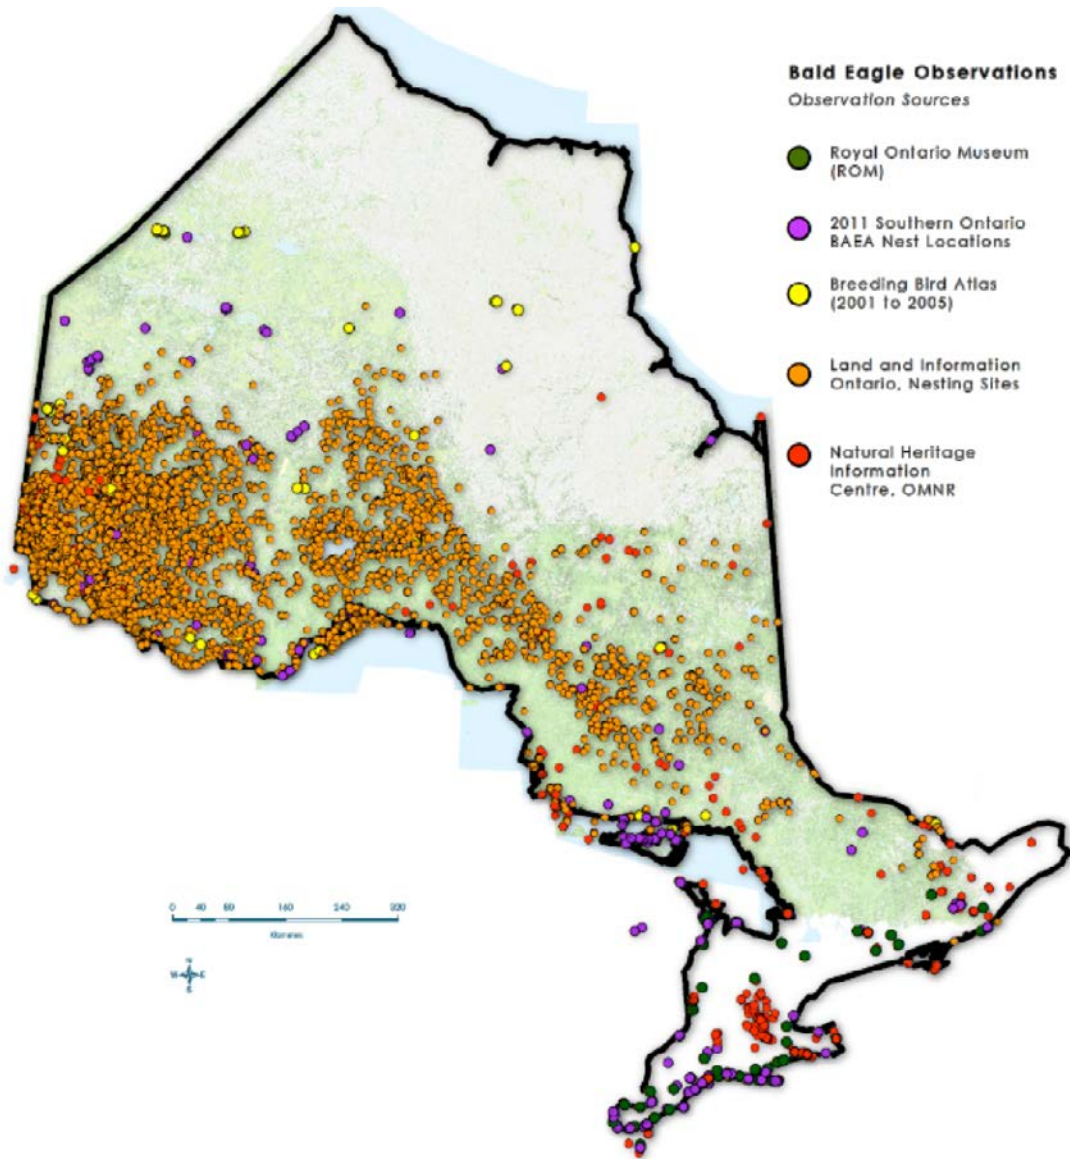 Bald Eagle Observations
Observation Sources
Royal Ontario Museum
(ROM)
2011 Southern Ontario
BAEA Nest Locations
Breeding Bird Atlas
(2001 to 2005)
Land and Information
Ontario, Nesting Sites
Natural Heritage
Information
Centre, OMNR
0 40 80 160 240 320
Kilometres
N
W E
S